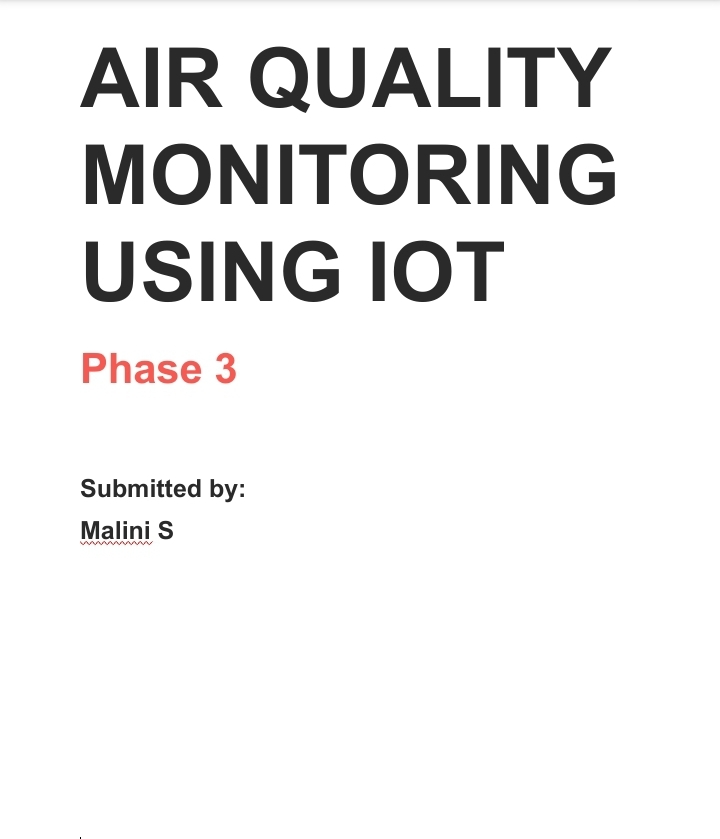 AIR QUALITY
MONITORING
USING IOT
Phase 3
Submitted by:
Malini S